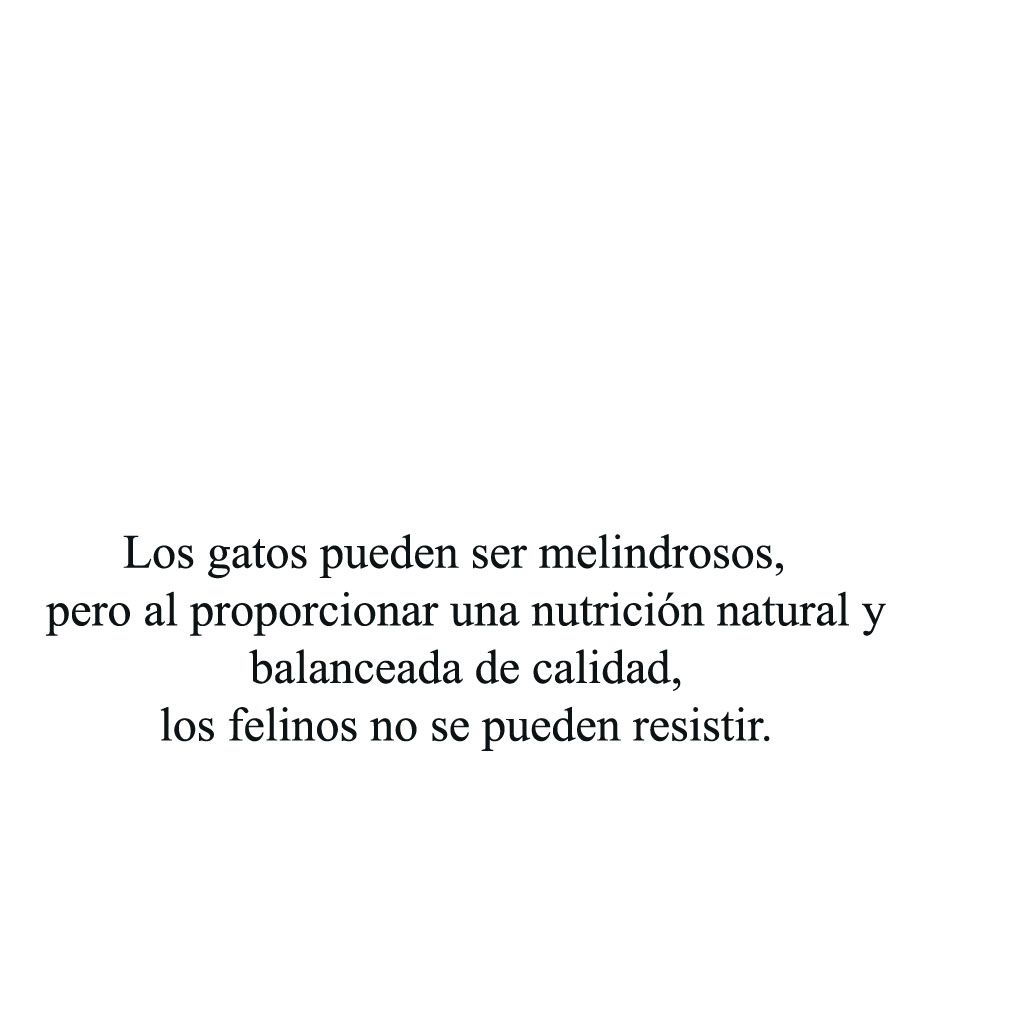 Los gatos pueden ser melindrosos,
pero al proporcionar una nutrición natural y
balanceada de calidad,
los felinos no se pueden resistir.